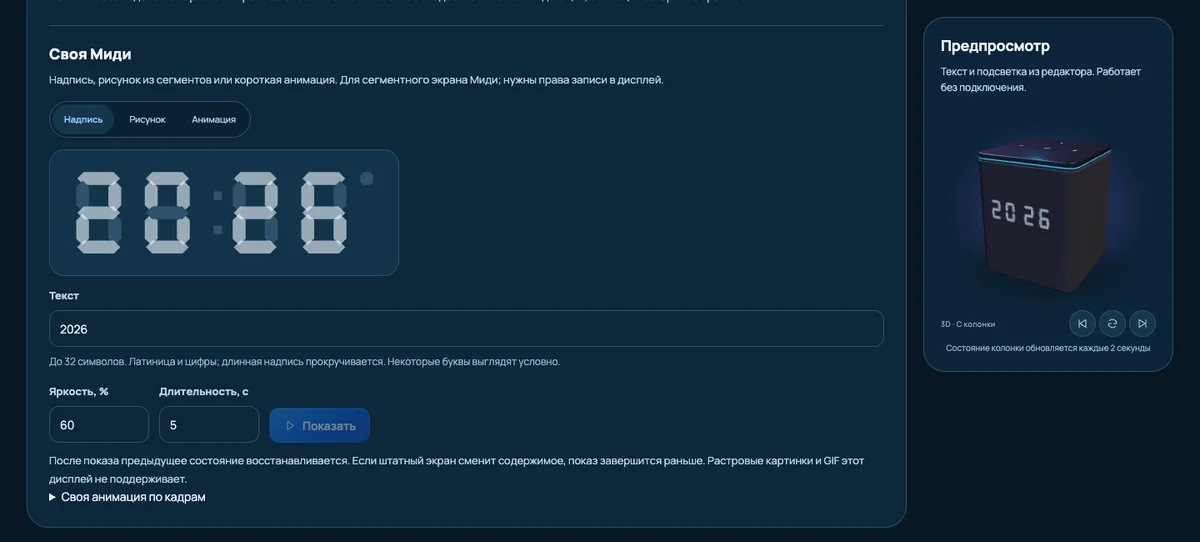 Своя Миди
Надпись, рисунок из сегментов или короткая анимация. Для сегментного экрана Миди; нужны права записи в дисплей.
Надпись Рисунок Анимация
20:26
Текст
2026
До 32 символов. Латиница и цифры; длинная надпись прокручивается. Некоторые буквы выглядят условно.
Яркость, % Длительность, с
60 5 Показать
После показа предыдущее состояние восстанавливается. Если штатный экран сменит содержимое, показ завершится раньше. Растровые картинки и GIF этот
дисплей не поддерживает.
Своя анимация по кадрам
Предпросмотр
Текст и подсветка из редактора. Работает
без подключения.
20 26
3D · С колонки
Состояние колонки обновляется каждые 2 секунды